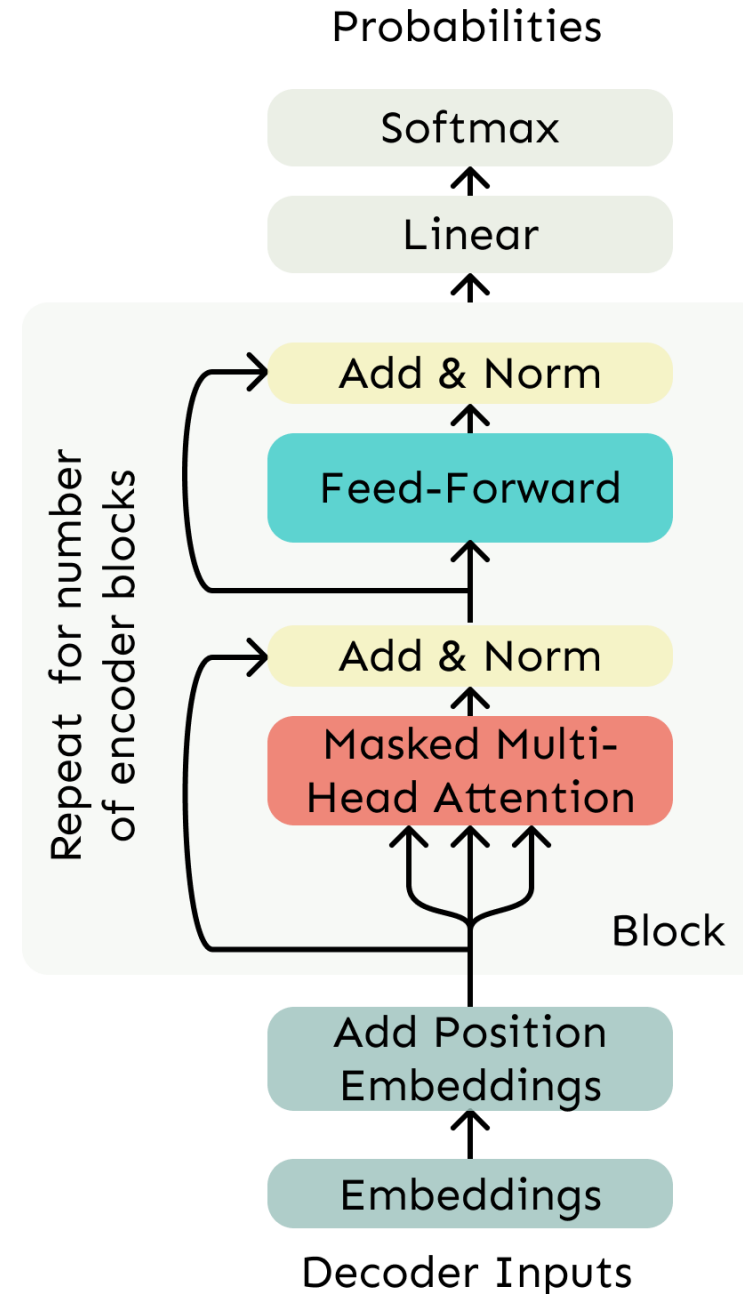 Probabilities
Softmax
Linear
Add & Norm
Feed-Forward
Add & Norm
Masked Multi-
Head Attention
Repeat for number
of encoder blocks
Block
Add Position
Embeddings
Embeddings
Decoder Inputs